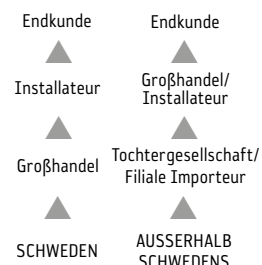 Endkunde
Installateur
Großhandel
SCHWEDEN
Endkunde
Großhandel/
Installateur
Tochtergesellschaft/
Filiale Importeur
AUSSERHALB
SCHWEDENS